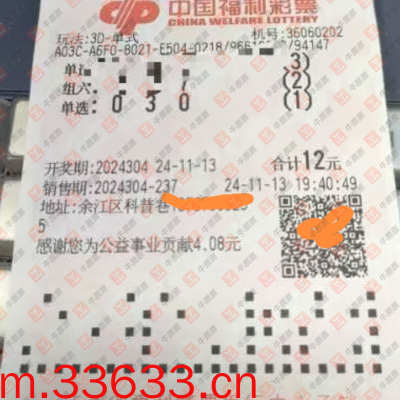 中国福利彩票
CHINA WELFARE LOTTERY
玩法:3D-单式 机号:36060202
A03C-A6F0-8021-E504-0218/966 /94147
单 (3)
组六: (2)
单选:0 3 0 (1)
开奖期:2024304 24-11-13 合计12元
销售期:2024304-237 24-11-13 19:40:49
地址:余江区科普巷
5
感谢您为公益事业贡献4.08元
m.33633.cn